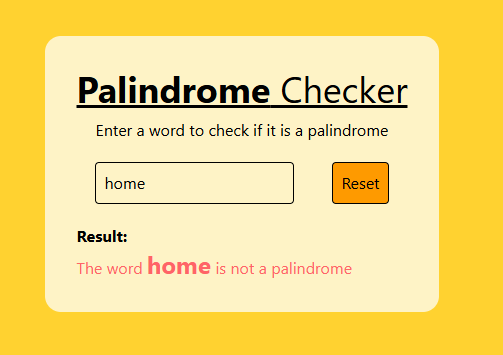 Palindrome Checker
Enter a word to check if it is a palindrome
home Reset
Result:
The word home is not a palindrome